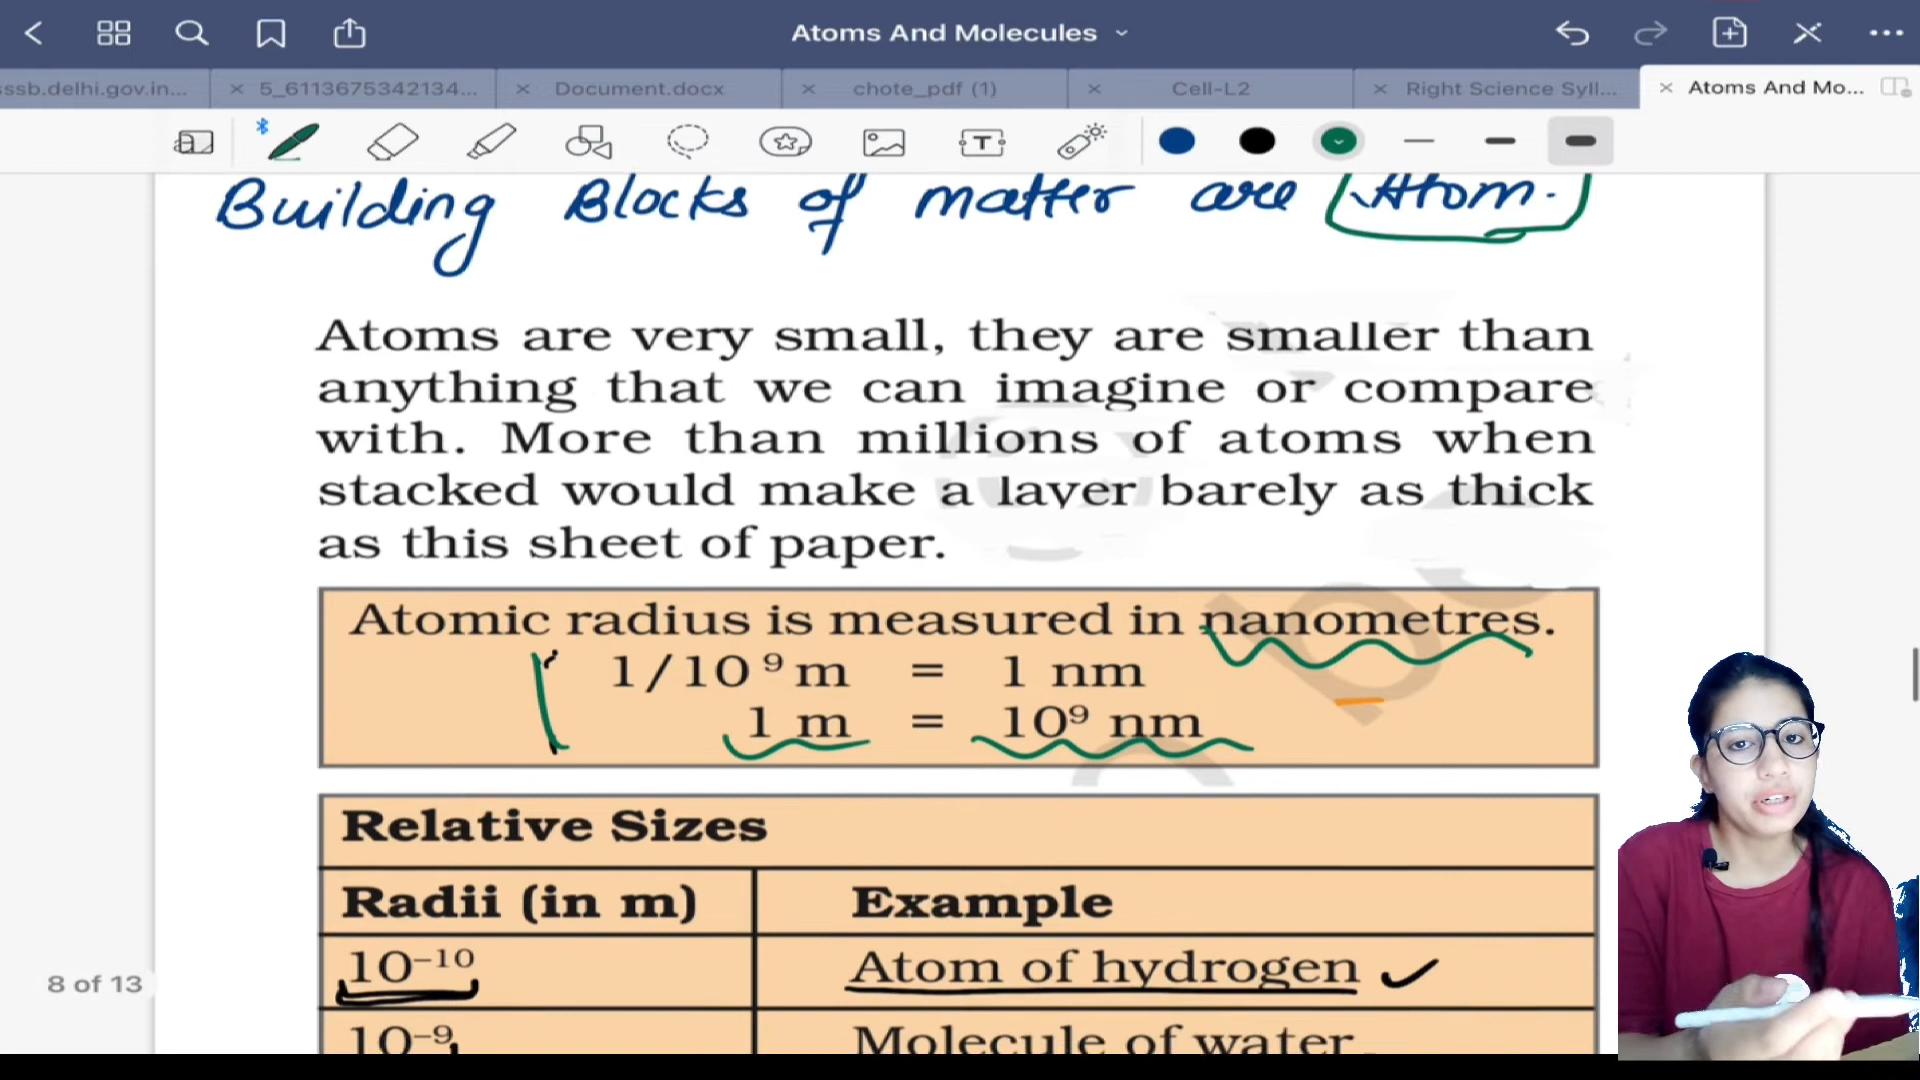 Atoms And Molecules
sssb.delhi.gov.in...
5_6113675342134...
Document.docx
chote_pdf (1)
Cell-L2
Right Science Syll...
Atoms And Mo...
Building Blocks of matter are Atom.
Atoms are very small, they are smaller than
anything that we can imagine or compare
with. More than millions of atoms when
stacked would make a layer barely as thick
as this sheet of paper.
Atomic radius is measured in nanometres.
1/10⁹ m = 1 nm
1 m = 10⁹ nm
Relative Sizes
Radii (in m) Example
10⁻¹⁰ Atom of hydrogen
10⁻⁹ Molecule of water
8 of 13